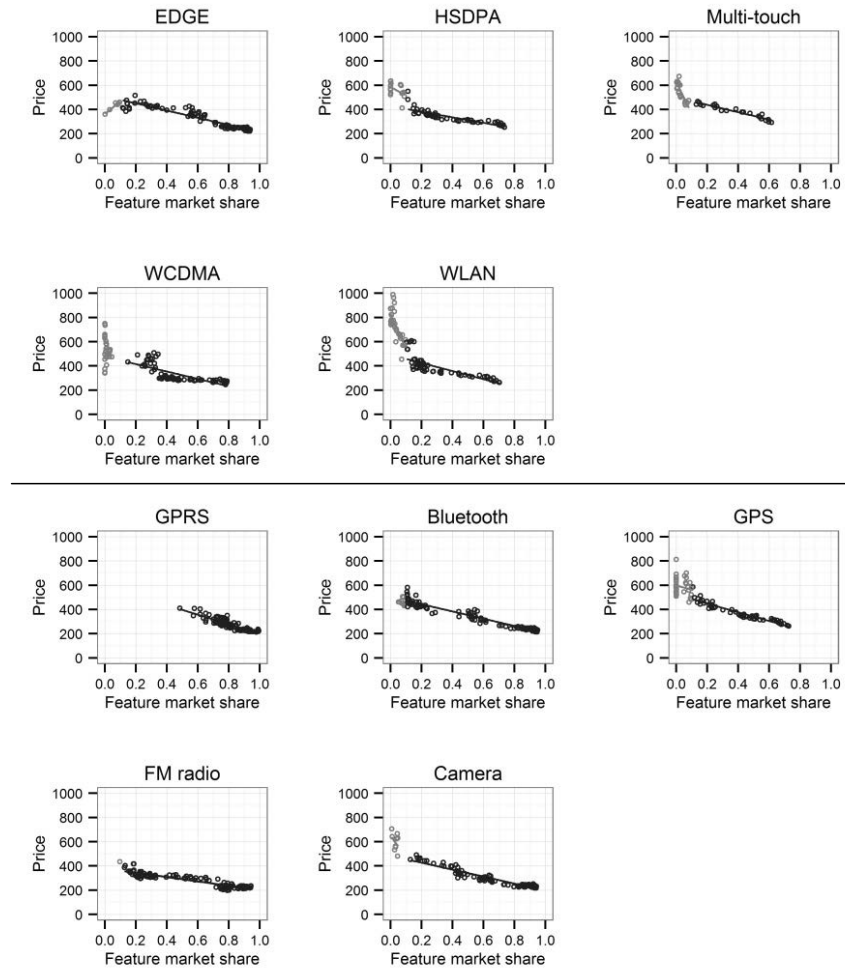 EDGE HSDPA Multi-touch
1000 1000 1000
800 800 800
Price 600 Price 600 Price 600
400 400 400
200 200 200
0 0 0
0.0 0.2 0.4 0.6 0.8 1.0 0.0 0.2 0.4 0.6 0.8 1.0 0.0 0.2 0.4 0.6 0.8 1.0
Feature market share Feature market share Feature market share
WCDMA WLAN
1000 1000
800 800
Price 600 Price 600
400 400
200 200
0 0
0.0 0.2 0.4 0.6 0.8 1.0 0.0 0.2 0.4 0.6 0.8 1.0
Feature market share Feature market share
GPRS Bluetooth GPS
1000 1000 1000
800 800 800
Price 600 Price 600 Price 600
400 400 400
200 200 200
0 0 0
0.0 0.2 0.4 0.6 0.8 1.0 0.0 0.2 0.4 0.6 0.8 1.0 0.0 0.2 0.4 0.6 0.8 1.0
Feature market share Feature market share Feature market share
FM radio Camera
1000 1000
800 800
Price 600 Price 600
400 400
200 200
0 0
0.0 0.2 0.4 0.6 0.8 1.0 0.0 0.2 0.4 0.6 0.8 1.0
Feature market share Feature market share